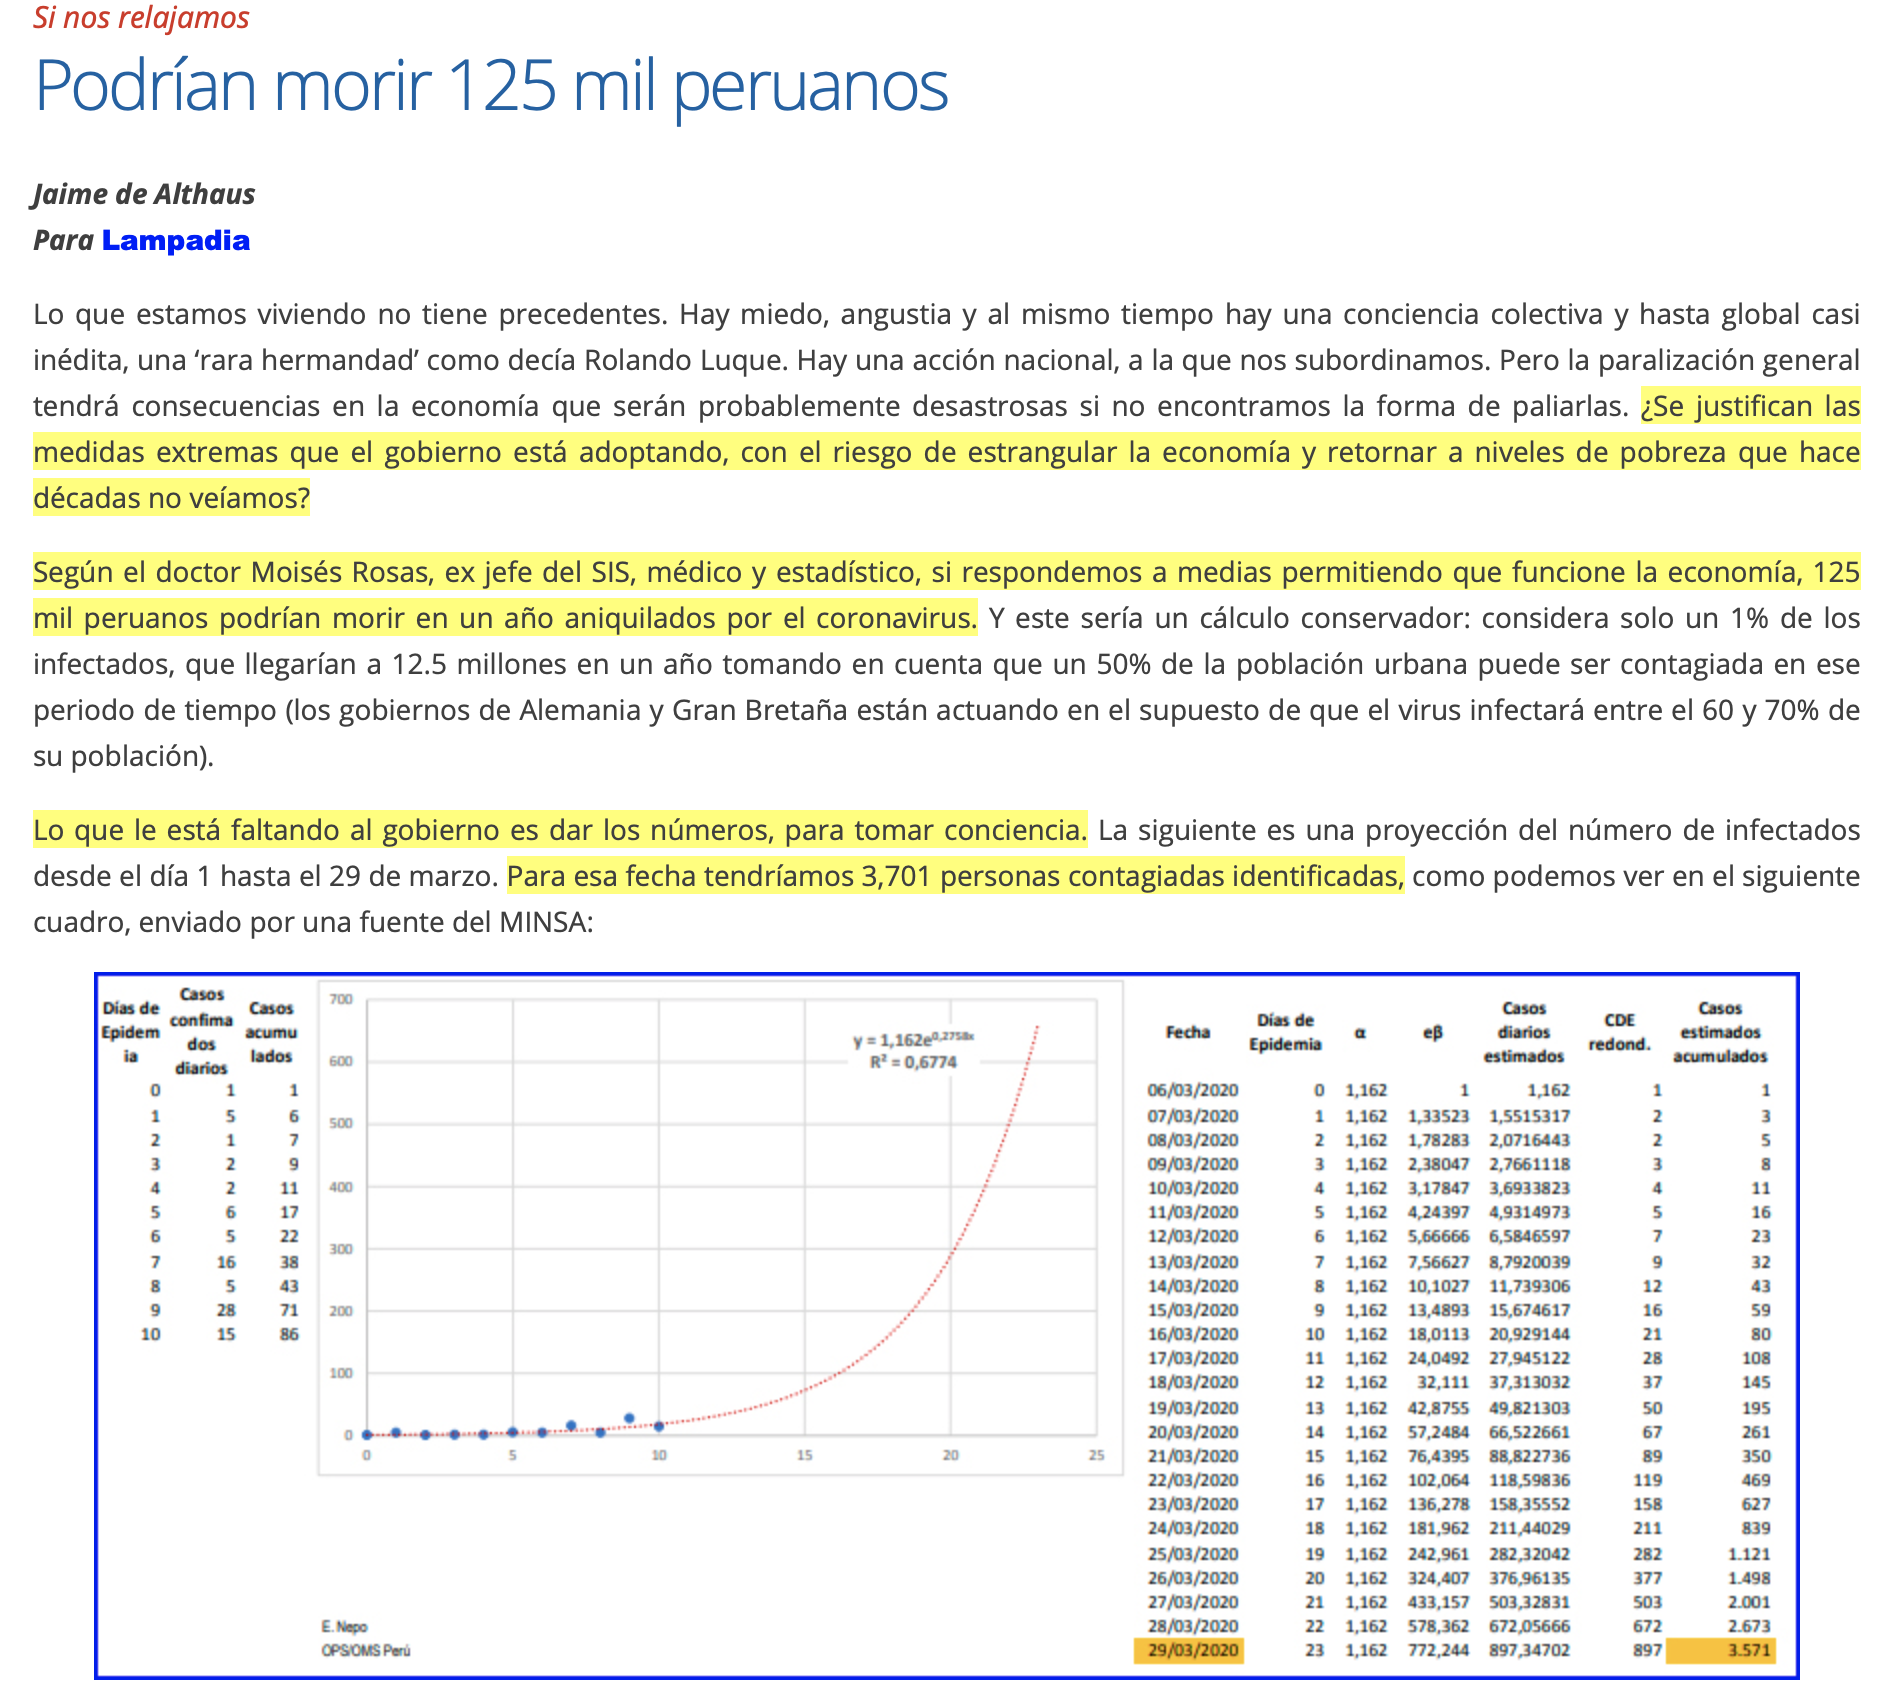 Si nos relajamos
Podrían morir 125 mil peruanos
Jaime de Althaus
Para Lampadia
Lo que estamos viviendo no tiene precedentes. Hay miedo, angustia y al mismo tiempo hay una conciencia colectiva y hasta global casi
inédita, una ‘rara hermandad’ como decía Rolando Luque. Hay una acción nacional, a la que nos subordinamos. Pero la paralización general
tendrá consecuencias en la economía que serán probablemente desastrosas si no encontramos la forma de paliarlas. ¿Se justifican las
medidas extremas que el gobierno está adoptando, con el riesgo de estrangular la economía y retornar a niveles de pobreza que hace
décadas no veíamos?
Según el doctor Moisés Rosas, ex jefe del SIS, médico y estadístico, si respondemos a medias permitiendo que funcione la economía, 125
mil peruanos podrían morir en un año aniquilados por el coronavirus. Y este sería un cálculo conservador: considera solo un 1% de los
infectados, que llegarían a 12.5 millones en un año tomando en cuenta que un 50% de la población urbana puede ser contagiada en ese
periodo de tiempo (los gobiernos de Alemania y Gran Bretaña están actuando en el supuesto de que el virus infectará entre el 60 y 70% de
su población).
Lo que le está faltando al gobierno es dar los números, para tomar conciencia. La siguiente es una proyección del número de infectados
desde el día 1 hasta el 29 de marzo. Para esa fecha tendríamos 3,701 personas contagiadas identificadas, como podemos ver en el siguiente
cuadro, enviado por una fuente del MINSA:
Días de Epidem ia Casos confima dos diarios Casos acumu lados
0 1 1
1 5 6
2 1 7
3 2 9
4 2 11
5 6 17
6 5 22
7 16 38
8 5 43
9 28 71
10 15 86
700
600
500
400
300
200
100
0
0 5 10 15 20 25
y = 1,162e^0,2758x
R² = 0,6774
E. Nepo
OPS/OMS Perú
Fecha Días de Epidemia α eβ Casos diarios estimados CDE redond. Casos estimados acumulados
06/03/2020 0 1,162 1 1,162 1 1
07/03/2020 1 1,162 1,33523 1,5515317 2 3
08/03/2020 2 1,162 1,78283 2,0716443 2 5
09/03/2020 3 1,162 2,38047 2,7661118 3 8
10/03/2020 4 1,162 3,17847 3,6933823 4 11
11/03/2020 5 1,162 4,24397 4,9314973 5 16
12/03/2020 6 1,162 5,66666 6,5846597 7 23
13/03/2020 7 1,162 7,56627 8,7920039 9 32
14/03/2020 8 1,162 10,1027 11,739306 12 43
15/03/2020 9 1,162 13,4893 15,674617 16 59
16/03/2020 10 1,162 18,0113 20,929144 21 80
17/03/2020 11 1,162 24,0492 27,945122 28 108
18/03/2020 12 1,162 32,111 37,313032 37 145
19/03/2020 13 1,162 42,8755 49,821303 50 195
20/03/2020 14 1,162 57,2484 66,522661 67 261
21/03/2020 15 1,162 76,4395 88,822736 89 350
22/03/2020 16 1,162 102,064 118,59836 119 469
23/03/2020 17 1,162 136,278 158,35552 158 627
24/03/2020 18 1,162 181,962 211,44029 211 839
25/03/2020 19 1,162 242,961 282,32042 282 1.121
26/03/2020 20 1,162 324,407 376,96135 377 1.498
27/03/2020 21 1,162 433,157 503,32831 503 2.001
28/03/2020 22 1,162 578,362 672,05666 672 2.673
29/03/2020 23 1,162 772,244 897,34702 897 3.571